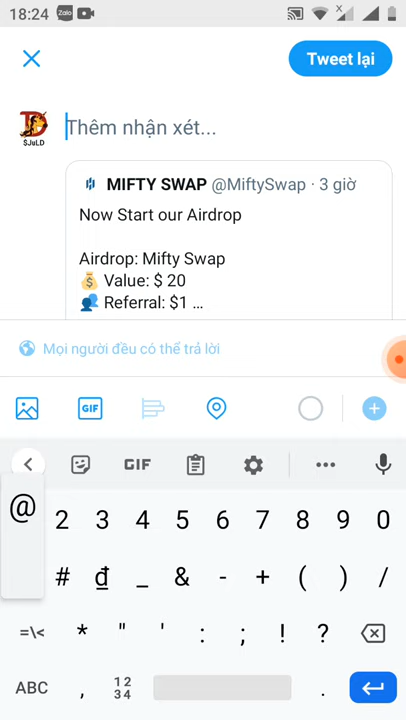 18:24 Zalo
Tweet lại
$JuLD
Thêm nhận xét...
MIFTY SWAP @MiftySwap · 3 giờ
Now Start our Airdrop
Airdrop: Mifty Swap
💰 Value: $ 20
👥 Referral: $1 ...
Mọi người đều có thể trả lời
GIF
GIF
@ 2 3 4 5 6 7 8 9 0
# ₫ _ & - + ( ) /
=\< * " ' : ; ! ?
ABC , 12 34 .